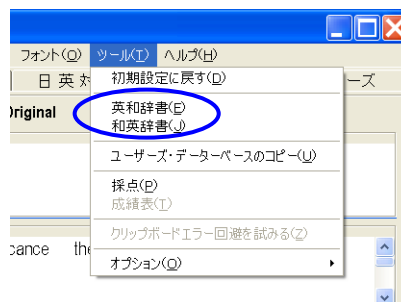 フォント(O) ツール(T) ヘルプ(H)
初期設定に戻す(D)
日 英 対
ーズ
Original
英和辞書(E)
和英辞書(J)
ユーザーズ・データーベースのコピー(U)
採点(P)
成績表(T)
クリップボードエラー回避を試みる(Z)
cance the
オプション(O)